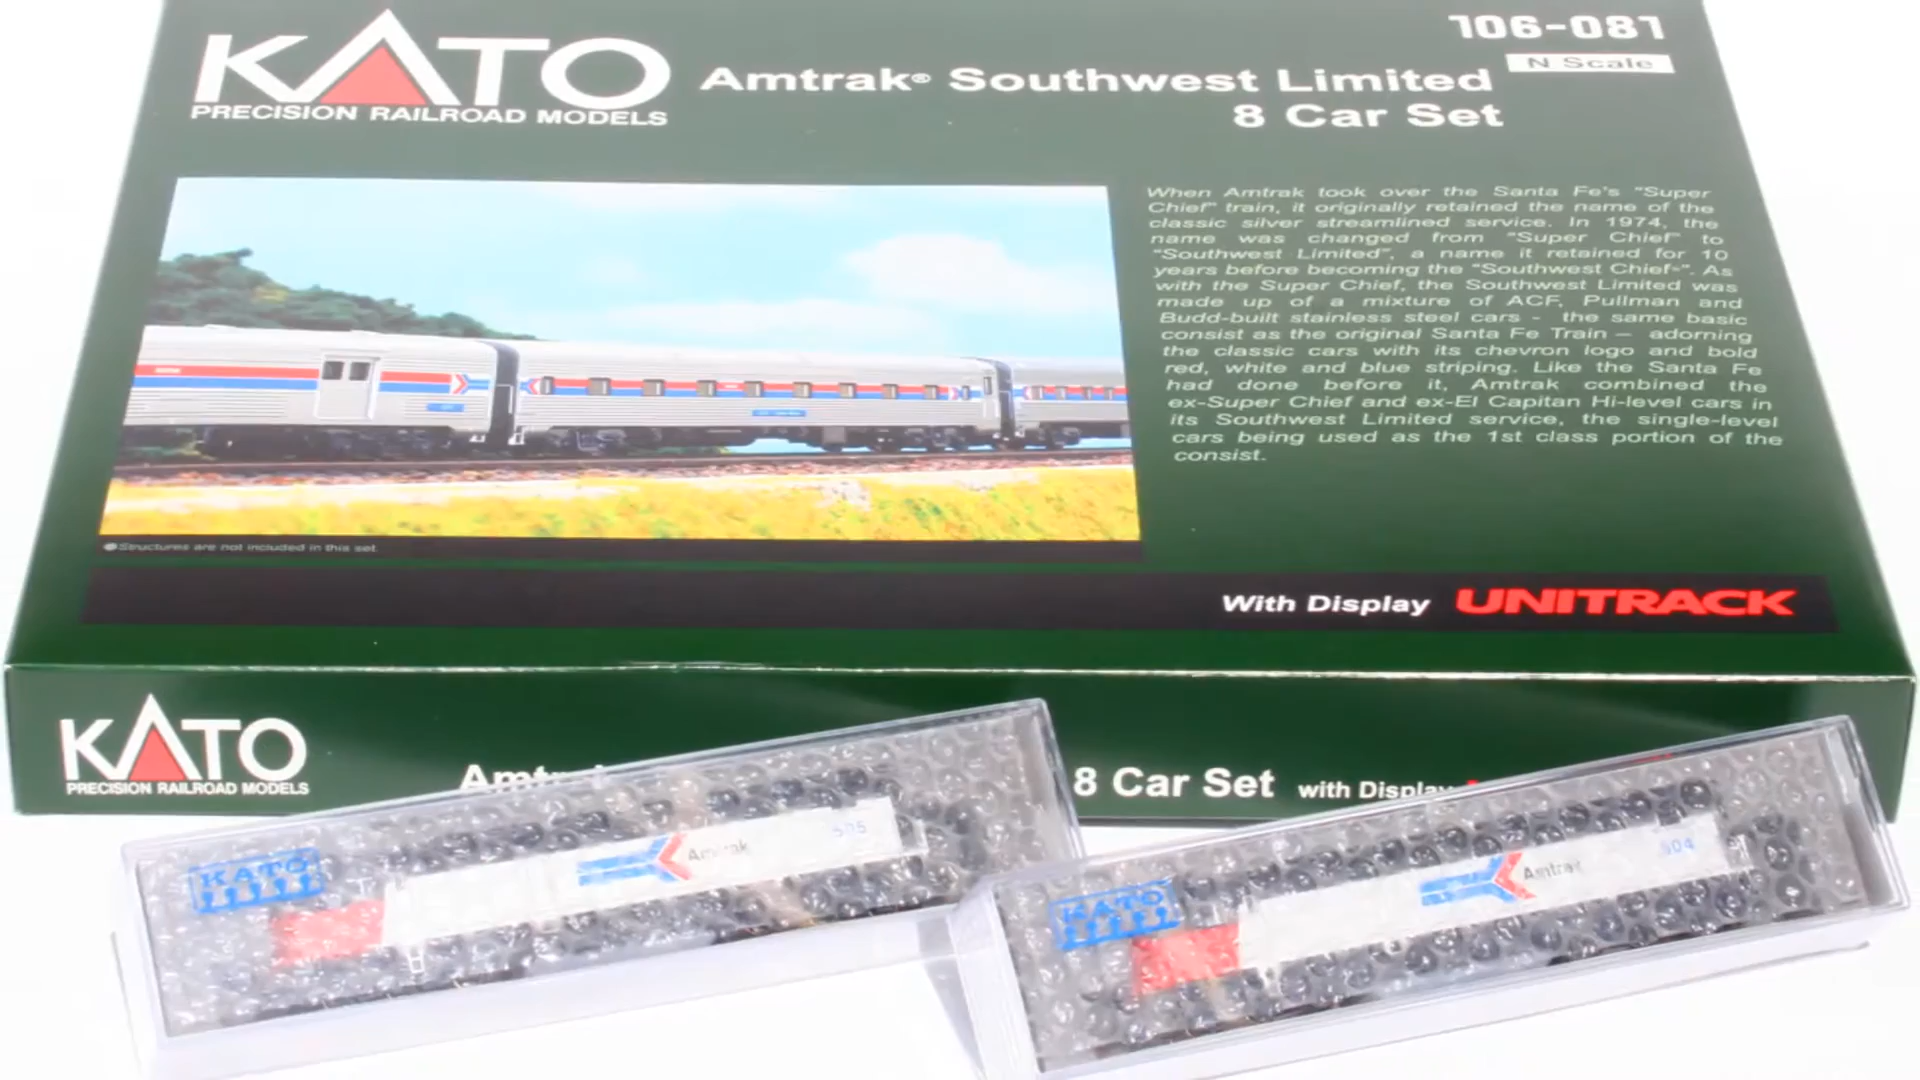 KATO
PRECISION RAILROAD MODELS
106-081
N Scale
Amtrak® Southwest Limited
8 Car Set
When Amtrak took over the Santa Fe's "Super
Chief" train, it originally retained the name of the
classic silver streamlined service. In 1974, the
name was changed from "Super Chief" to
"Southwest Limited", a name it retained for 10
years before becoming the "Southwest Chief®". As
with the Super Chief, the Southwest Limited was
made up of a mixture of ACF, Pullman and
Budd-built stainless steel cars - the same basic
consist as the original Santa Fe Train – adorning
the classic cars with its chevron logo and bold
red, white and blue striping. Like the Santa Fe
had done before it, Amtrak combined the
ex-Super Chief and ex-El Capitan Hi-level cars in
its Southwest Limited service, the single-level
cars being used as the 1st class portion of the
consist.
●Structures are not included in this set.
With Display UNITRACK
KATO
PRECISION RAILROAD MODELS
8 Car Set with Display
KATO
Amtrak
505
KATO
Amtrak
504